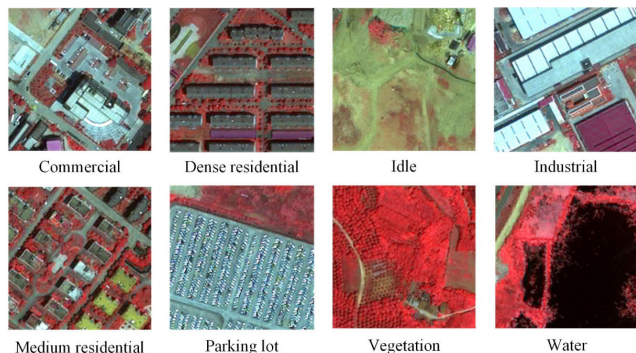 Commercial
Dense residential
Idle
Industrial
Medium residential
Parking lot
Vegetation
Water